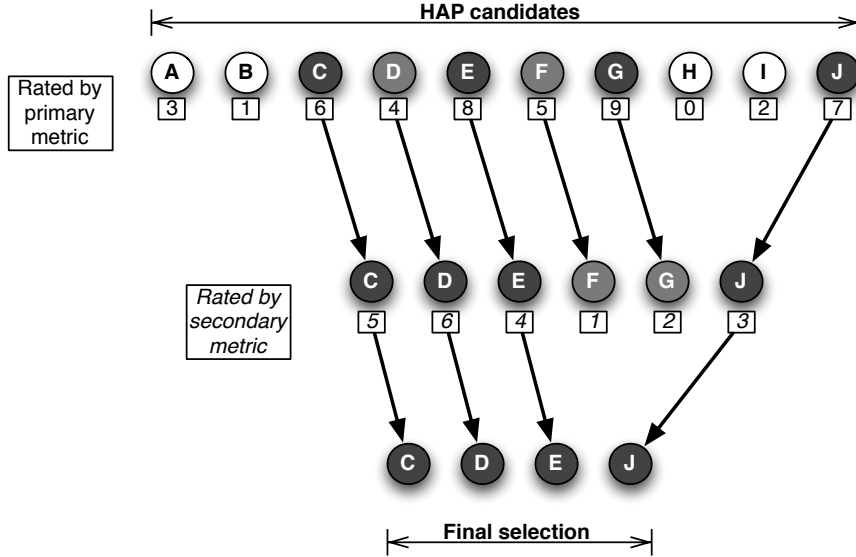 HAP candidates
A B C D E F G H I J
Rated by
primary
metric
3 1 6 4 8 5 9 0 2 7
C D E F G J
Rated by
secondary
metric
5 6 4 1 2 3
C D E J
Final selection